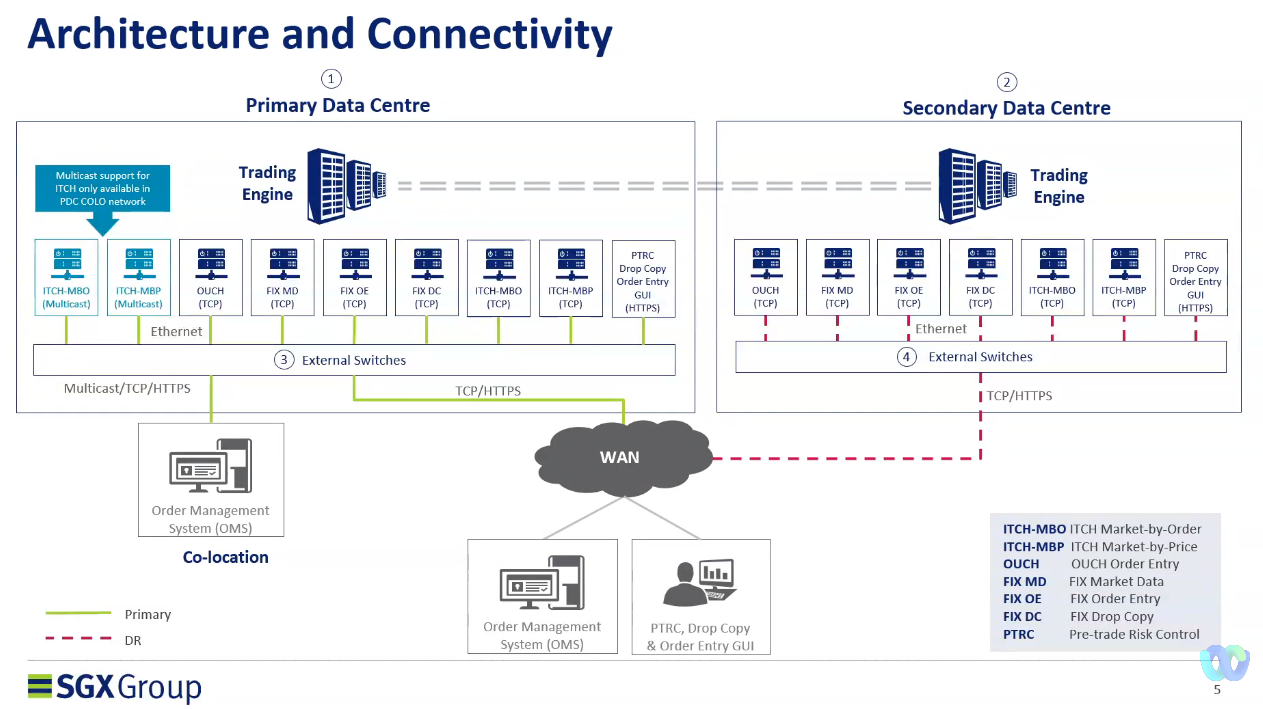 Architecture and Connectivity
1
Primary Data Centre
2
Secondary Data Centre
Multicast support for
ITCH only available in
PDC COLO network
Trading
Engine
Trading
Engine
ITCH-MBO
(Multicast)
ITCH-MBP
(Multicast)
OUCH
(TCP)
FIX MD
(TCP)
FIX OE
(TCP)
FIX DC
(TCP)
ITCH-MBO
(TCP)
ITCH-MBP
(TCP)
PTRC
Drop Copy
Order Entry
GUI
(HTTPS)
OUCH
(TCP)
FIX MD
(TCP)
FIX OE
(TCP)
FIX DC
(TCP)
ITCH-MBO
(TCP)
ITCH-MBP
(TCP)
PTRC
Drop Copy
Order Entry
GUI
(HTTPS)
Ethernet
Ethernet
3 External Switches
4 External Switches
Multicast/TCP/HTTPS
TCP/HTTPS
TCP/HTTPS
WAN
Order Management
System (OMS)
Co-location
Order Management
System (OMS)
PTRC, Drop Copy
& Order Entry GUI
Primary
DR
ITCH-MBO ITCH Market-by-Order
ITCH-MBP ITCH Market-by-Price
OUCH OUCH Order Entry
FIX MD FIX Market Data
FIX OE FIX Order Entry
FIX DC FIX Drop Copy
PTRC Pre-trade Risk Control
SGX Group
5